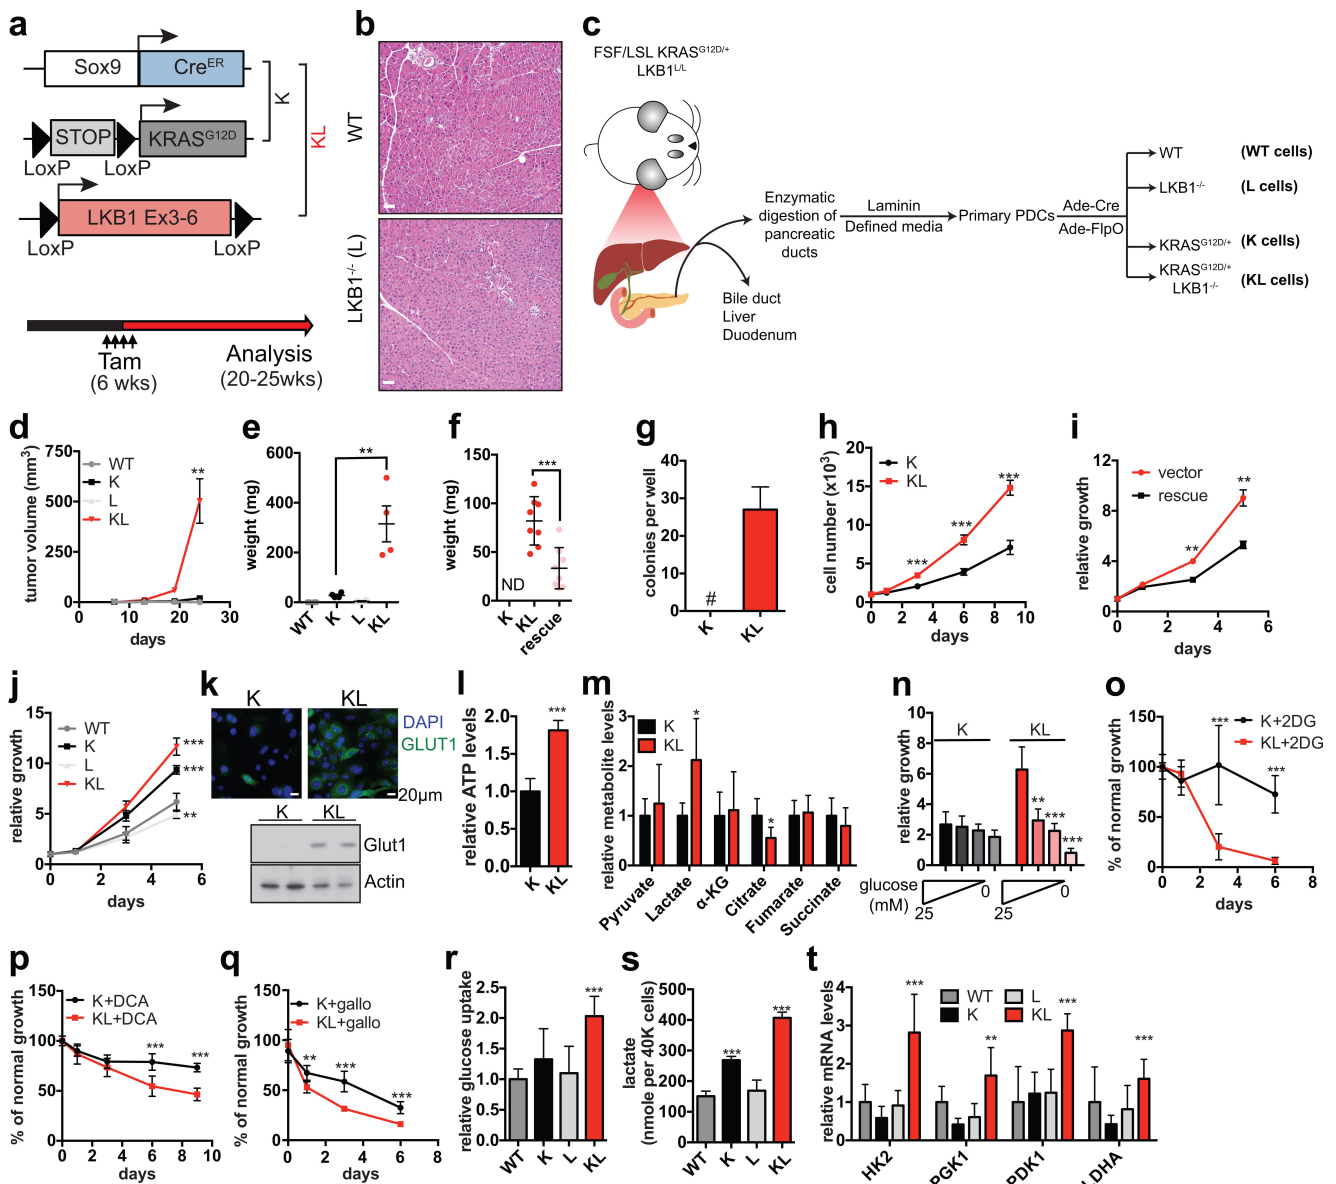 a
Sox9
Cre^ER
STOP
KRAS^G12D
LoxP
LoxP
LKB1 Ex3-6
LoxP
LoxP
K
KL
Tam
(6 wks)
Analysis
(20-25wks)
b
WT
LKB1^-/- (L)
c
FSF/LSL KRAS^G12D/+
LKB1^L/L
Enzymatic
digestion of
pancreatic
ducts
Bile duct
Liver
Duodenum
Laminin
Defined media
Primary PDCs
Ade-Cre
Ade-FlpO
WT (WT cells)
LKB1^-/- (L cells)
KRAS^G12D/+ (K cells)
KRAS^G12D/+
LKB1^-/- (KL cells)
d
tumor volume (mm³)
750
500
250
0
WT
K
L
KL
**
0 10 20 30
days
e
weight (mg)
600
400
200
0
**
WT K L KL
f
weight (mg)
150
100
50
0
***
ND
K KL rescue
g
colonies per well
40
30
20
10
0
#
K KL
h
cell number (x10³)
20
15
10
5
0
K
KL
*** *** ***
0 2 4 6 8 10
days
i
relative growth
12
8
4
0
vector
rescue
** **
0 2 4 6
days
j
relative growth
15
10
5
0
WT
K
L
KL
***
***
**
0 2 4 6
days
k
K KL
DAPI
GLUT1
20µm
K KL
Glut1
Actin
l
relative ATP levels
2.0
1.5
1.0
0.5
0.0
***
K KL
m
relative metabolite levels
3
2
1
0
K
KL
* *
Pyruvate Lactate α-KG Citrate Fumarate Succinate
n
relative growth
10
8
6
4
2
0
K KL
** *** ***
glucose
(mM)
25 0 25 0
o
% of normal growth
150
100
50
0
K+2DG
KL+2DG
*** ***
0 2 4 6 8
days
p
% of normal growth
150
100
50
0
K+DCA
KL+DCA
*** ***
0 2 4 6 8 10
days
q
% of normal growth
150
100
50
0
K+gallo
KL+gallo
** *** ***
0 2 4 6 8
days
r
relative glucose uptake
2.5
2.0
1.5
1.0
0.5
0.0
***
WT K L KL
s
lactate
(nmole per 40K cells)
500
400
300
200
100
0
*** ***
WT K L KL
t
relative mRNA levels
4
3
2
1
0
WT L
K KL
*** ** *** ***
HK2 PGK1 PDK1 LDHA